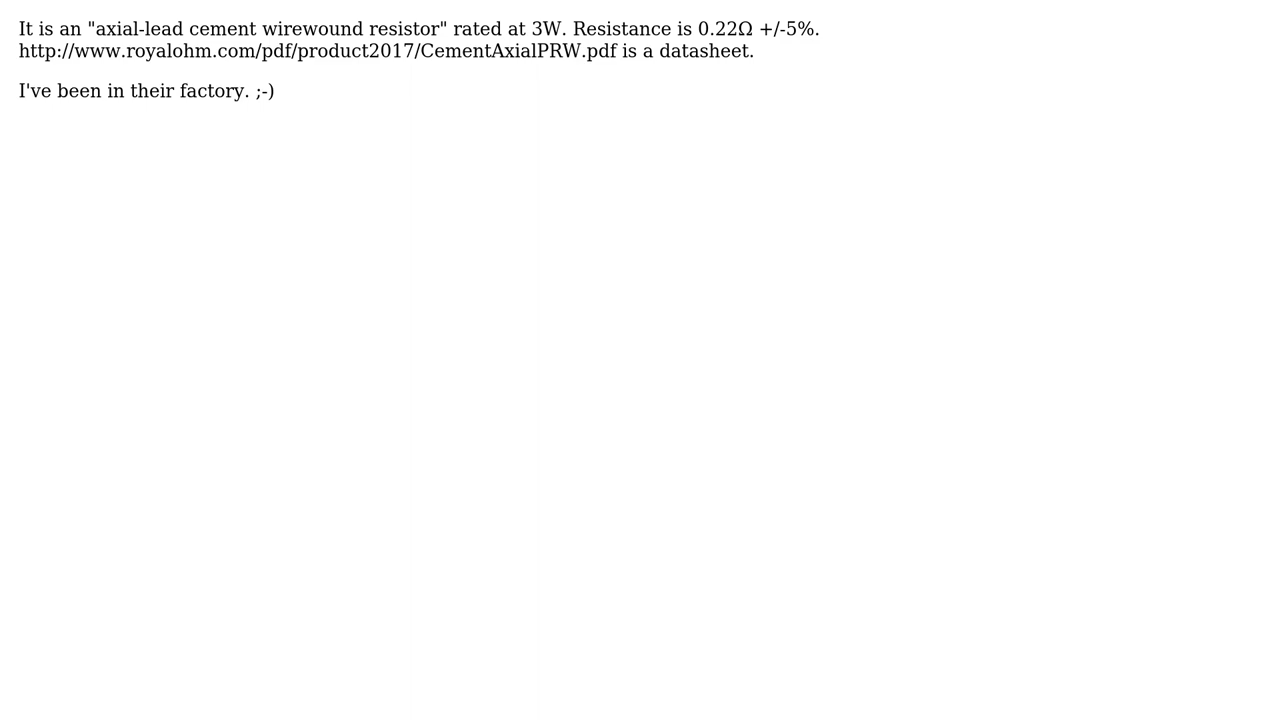 It is an "axial-lead cement wirewound resistor" rated at 3W. Resistance is 0.22Ω +/-5%.
http://www.royalohm.com/pdf/product2017/CementAxialPRW.pdf is a datasheet.
I've been in their factory. ;-)